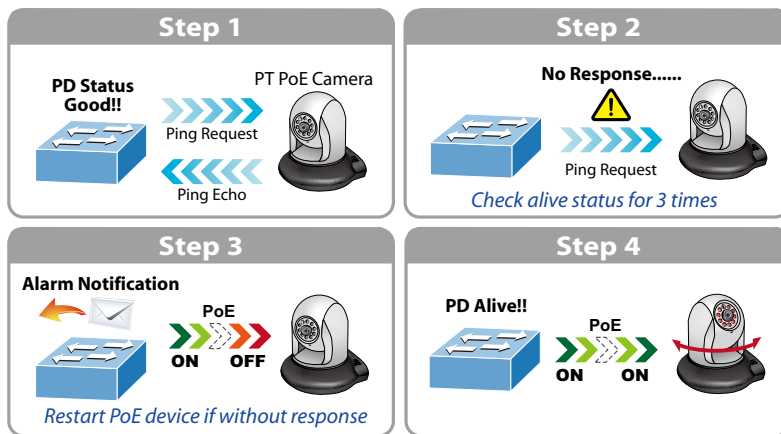 Step 1
PD Status
Good!!
PT PoE Camera
Ping Request
Ping Echo
Step 2
No Response......
!
Ping Request
Check alive status for 3 times
Step 3
Alarm Notification
PoE
ON OFF
Restart PoE device if without response
Step 4
PD Alive!!
PoE
ON ON